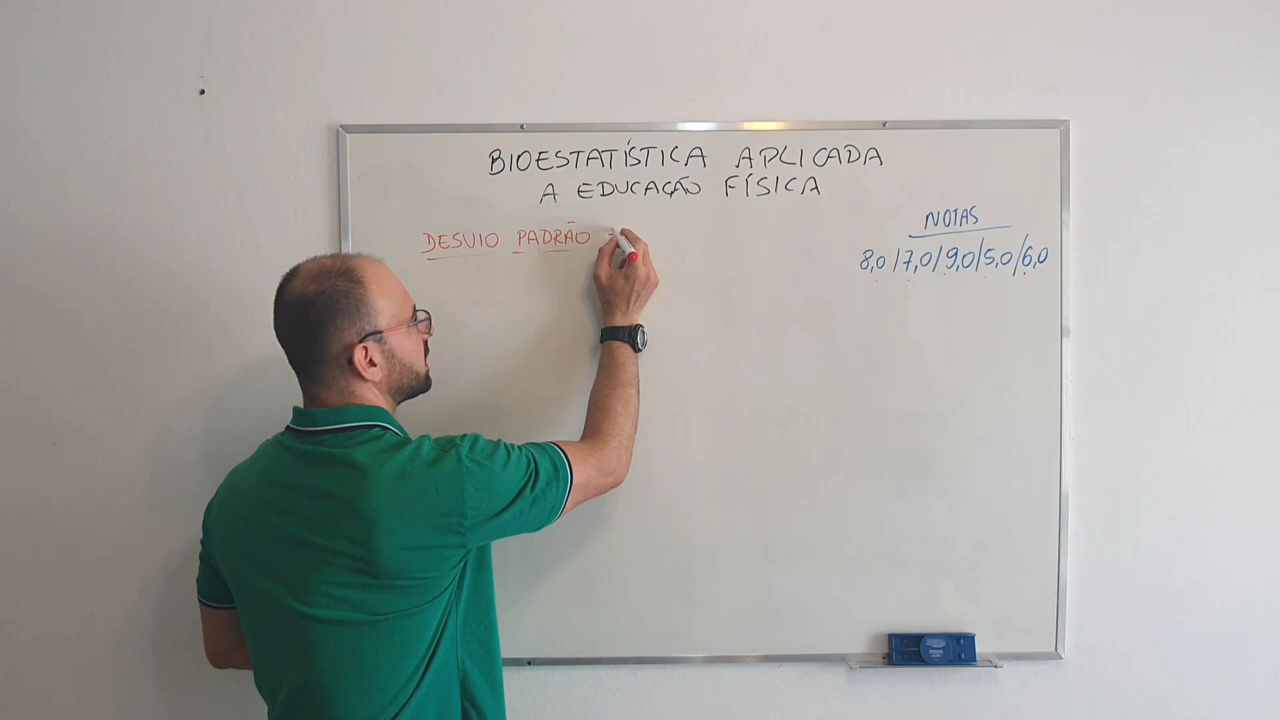 BIOESTATÍSTICA APLICADA
A EDUCAÇÃO FÍSICA
DESVIO PADRÃO =
NOTAS
8,0 / 7,0 / 9,0 / 5,0 / 6,0